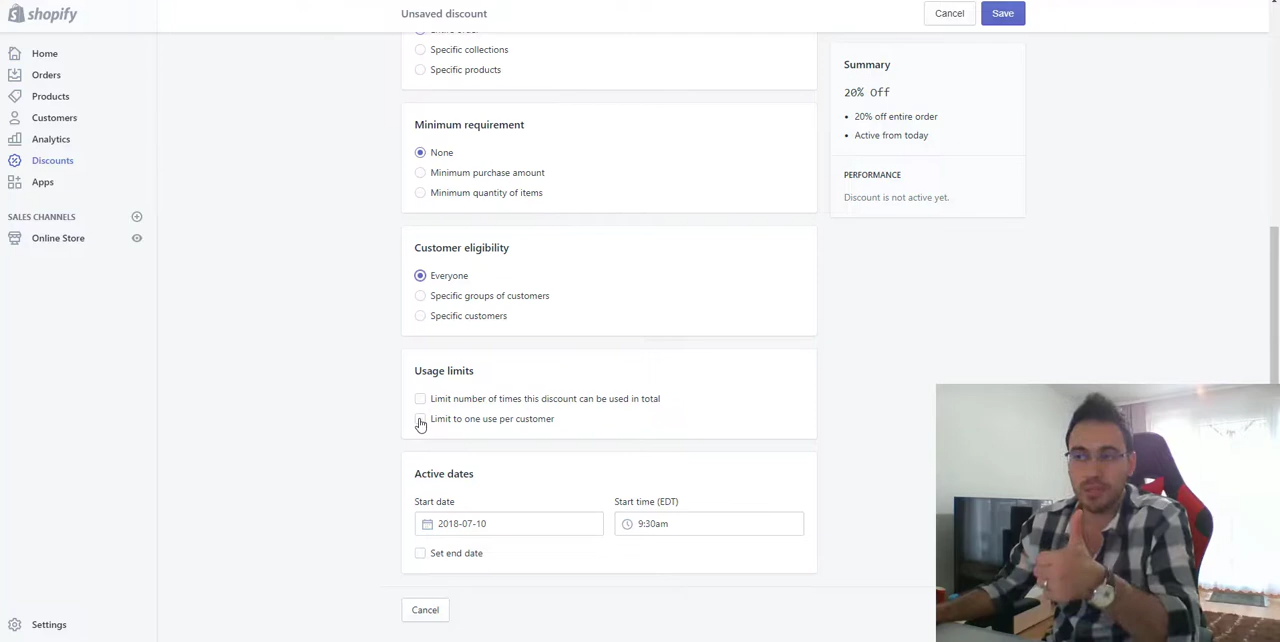 shopify
Unsaved discount
Cancel
Save
Home
Orders
Products
Customers
Analytics
Discounts
Apps
SALES CHANNELS
Online Store
Settings
Specific collections
Specific products
Minimum requirement
None
Minimum purchase amount
Minimum quantity of items
Customer eligibility
Everyone
Specific groups of customers
Specific customers
Usage limits
Limit number of times this discount can be used in total
Limit to one use per customer
Active dates
Start date
Start time (EDT)
2018-07-10
9:30am
Set end date
Cancel
Summary
20% Off
• 20% off entire order
• Active from today
PERFORMANCE
Discount is not active yet.